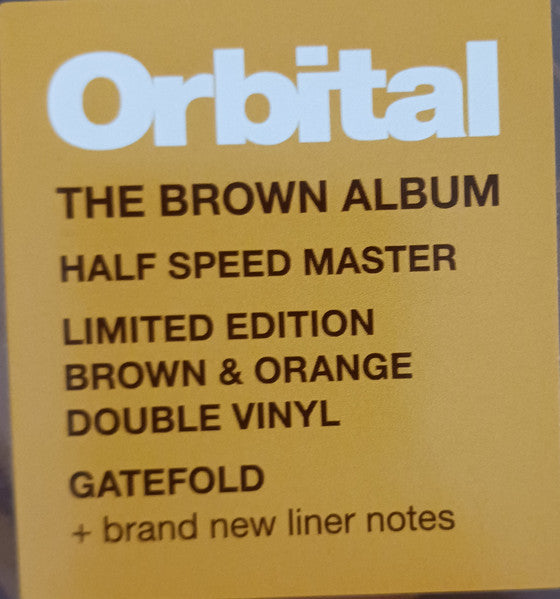 Orbital
THE BROWN ALBUM
HALF SPEED MASTER
LIMITED EDITION
BROWN & ORANGE
DOUBLE VINYL
GATEFOLD
+ brand new liner notes